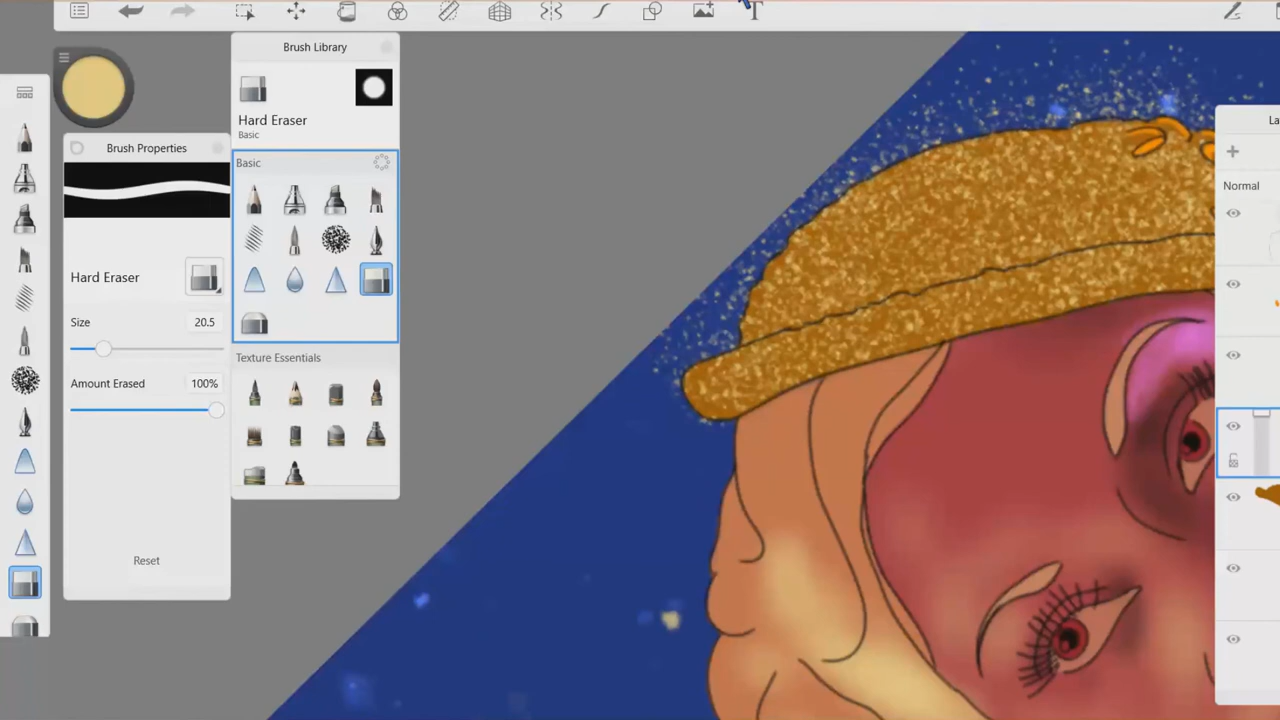 Brush Library
Hard Eraser
Basic
Brush Properties
Basic
Hard Eraser
Size 20.5
Amount Erased 100%
Texture Essentials
Reset
La
Normal